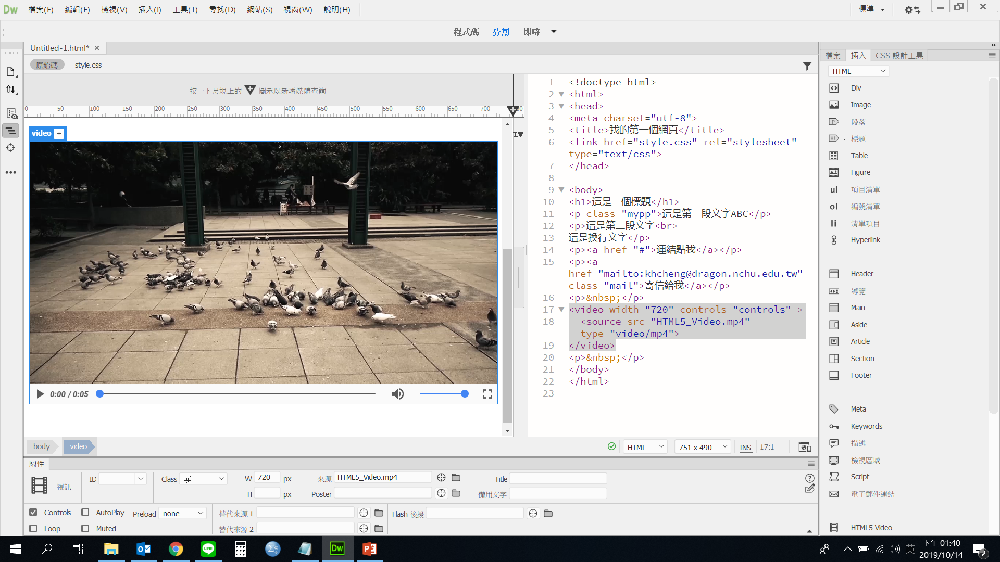 Dw 檔案(F) 編輯(E) 檢視(V) 插入(I) 工具(T) 尋找(D) 網站(S) 視窗(W) 說明(H) 標準
程式碼 分割 即時
Untitled-1.html*
原始碼 style.css
按一下尺規上的 圖示以新增媒體查詢
0 50 100 150 200 250 300 350 400 450 500 550 600 650 700
寬度
video +
0:00 / 0:05
1 <!doctype html>
2 <html>
3 <head>
4 <meta charset="utf-8">
5 <title>我的第一個網頁</title>
6 <link href="style.css" rel="stylesheet"
type="text/css">
7 </head>
8
9 <body>
10 <h1>這是一個標題</h1>
11 <p class="mypp">這是第一段文字ABC</p>
12 <p>這是第二段文字<br>
13 這是換行文字</p>
14 <p><a href="#">連結點我</a></p>
15 <p><a
href="mailto:khcheng@dragon.nchu.edu.tw"
class="mail">寄信給我</a></p>
16 <p>&nbsp;</p>
17 <video width="720" controls="controls" >
18 <source src="HTML5_Video.mp4"
type="video/mp4">
19 </video>
20 <p>&nbsp;</p>
21 </body>
22 </html>
23
body video
HTML 751 x 490 INS 17:1
檔案 插入 CSS 設計工具
HTML
Div
Image
段落
標題
Table
Figure
ul 項目清單
ol 編號清單
li 清單項目
Hyperlink
Header
導覽
Main
Aside
Article
Section
Footer
Meta
Keywords
描述
檢視區域
Script
電子郵件連結
HTML5 Video
屬性
視訊
ID Class 無 W 720 px 來源 HTML5_Video.mp4 Title
H px Poster 備用文字
Controls AutoPlay Preload none 替代來源 1 Flash 後援
Loop Muted 替代來源 2
英
下午 01:40
2019/10/14
2